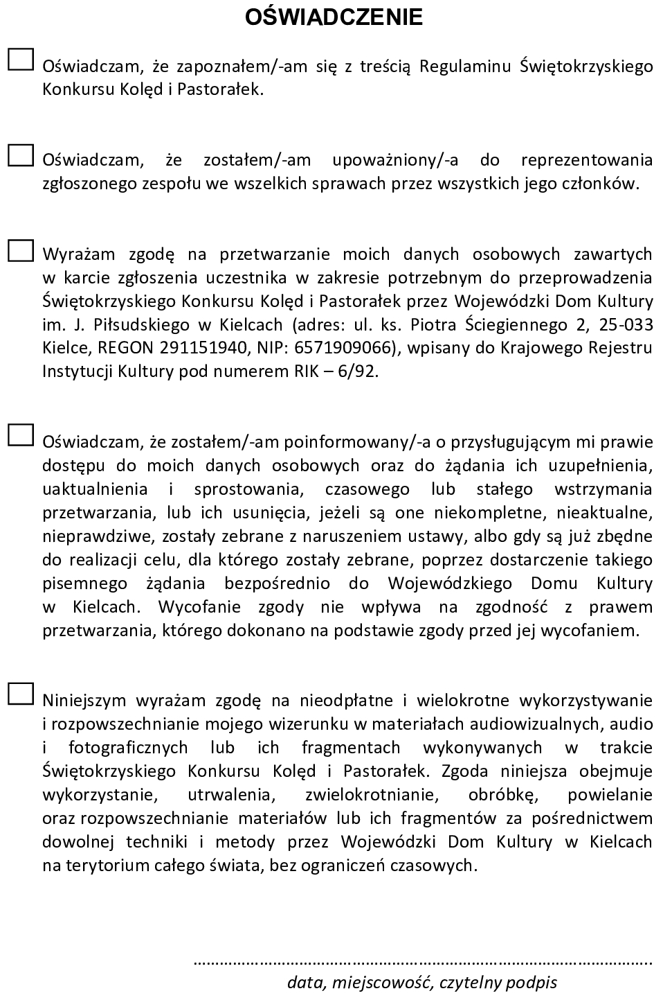 OŚWIADCZENIE
Oświadczam, że zapoznałem/-am się z treścią Regulaminu Świętokrzyskiego
Konkursu Kolęd i Pastorałek.
Oświadczam, że zostałem/-am upoważniony/-a do reprezentowania
zgłoszonego zespołu we wszelkich sprawach przez wszystkich jego członków.
Wyrażam zgodę na przetwarzanie moich danych osobowych zawartych
w karcie zgłoszenia uczestnika w zakresie potrzebnym do przeprowadzenia
Świętokrzyskiego Konkursu Kolęd i Pastorałek przez Wojewódzki Dom Kultury
im. J. Piłsudskiego w Kielcach (adres: ul. ks. Piotra Ściegiennego 2, 25-033
Kielce, REGON 291151940, NIP: 6571909066), wpisany do Krajowego Rejestru
Instytucji Kultury pod numerem RIK – 6/92.
Oświadczam, że zostałem/-am poinformowany/-a o przysługującym mi prawie
dostępu do moich danych osobowych oraz do żądania ich uzupełnienia,
uaktualnienia i sprostowania, czasowego lub stałego wstrzymania
przetwarzania, lub ich usunięcia, jeżeli są one niekompletne, nieaktualne,
nieprawdziwe, zostały zebrane z naruszeniem ustawy, albo gdy są już zbędne
do realizacji celu, dla którego zostały zebrane, poprzez dostarczenie takiego
pisemnego żądania bezpośrednio do Wojewódzkiego Domu Kultury
w Kielcach. Wycofanie zgody nie wpływa na zgodność z prawem
przetwarzania, którego dokonano na podstawie zgody przed jej wycofaniem.
Niniejszym wyrażam zgodę na nieodpłatne i wielokrotne wykorzystywanie
i rozpowszechnianie mojego wizerunku w materiałach audiowizualnych, audio
i fotograficznych lub ich fragmentach wykonywanych w trakcie
Świętokrzyskiego Konkursu Kolęd i Pastorałek. Zgoda niniejsza obejmuje
wykorzystanie, utrwalenia, zwielokrotnianie, obróbkę, powielanie
oraz rozpowszechnianie materiałów lub ich fragmentów za pośrednictwem
dowolnej techniki i metody przez Wojewódzki Dom Kultury w Kielcach
na terytorium całego świata, bez ograniczeń czasowych.
…………………………………………………………………………………………..
data, miejscowość, czytelny podpis